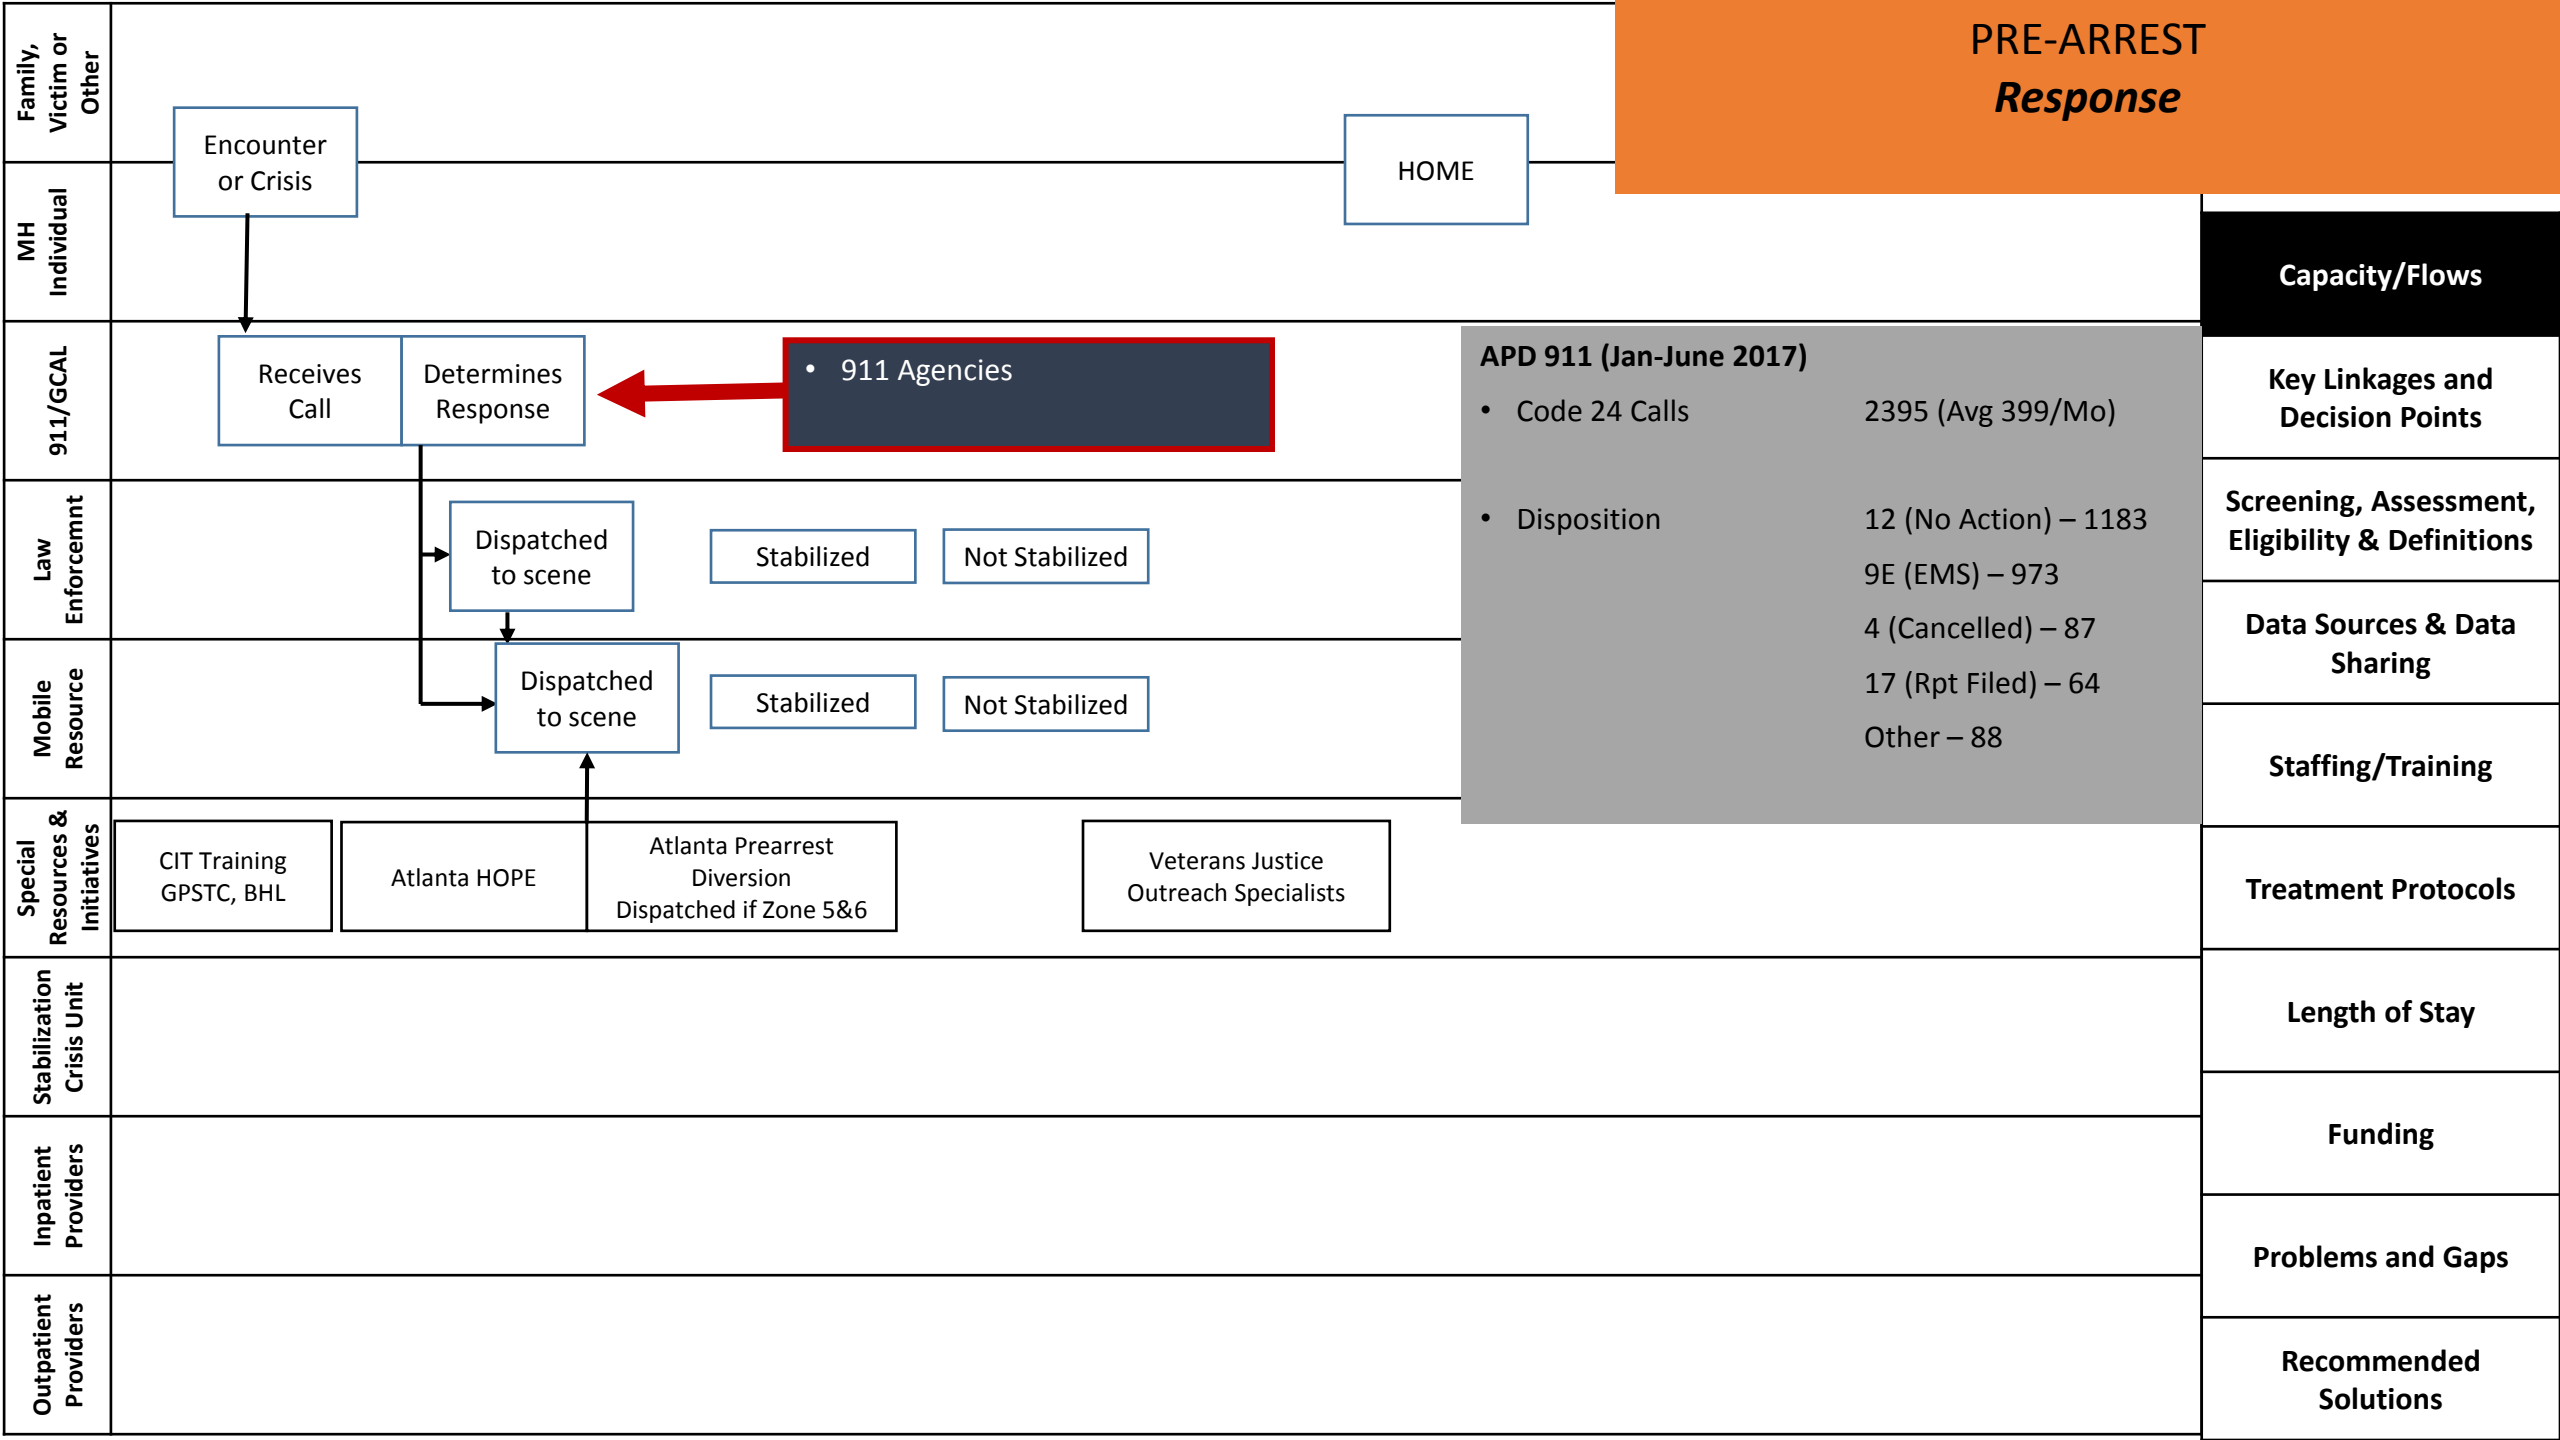 PRE-ARREST
Response
Family,
Victim or
Other
Encounter
or Crisis
HOME
MH
Individual
911/GCAL
Receives
Call
Determines
Response
• 911 Agencies
APD 911 (Jan-June 2017)
• Code 24 Calls 2395 (Avg 399/Mo)
• Disposition 12 (No Action) – 1183
9E (EMS) – 973
4 (Cancelled) – 87
17 (Rpt Filed) – 64
Other – 88
Law
Enforcemnt
Dispatched
to scene
Stabilized
Not Stabilized
Mobile
Resource
Dispatched
to scene
Stabilized
Not Stabilized
Special
Resources &
Initiatives
CIT Training
GPSTC, BHL
Atlanta HOPE
Atlanta Prearrest
Diversion
Dispatched if Zone 5&6
Veterans Justice
Outreach Specialists
Stabilization
Crisis Unit
Inpatient
Providers
Outpatient
Providers
Capacity/Flows
Key Linkages and
Decision Points
Screening, Assessment,
Eligibility & Definitions
Data Sources & Data
Sharing
Staffing/Training
Treatment Protocols
Length of Stay
Funding
Problems and Gaps
Recommended
Solutions